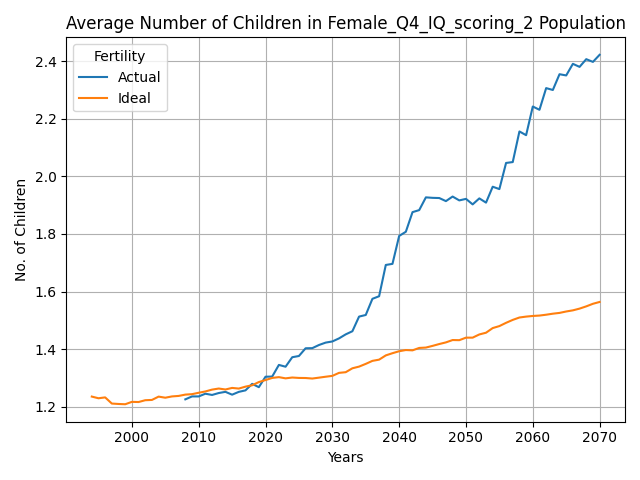 Average Number of Children in Female_Q4_IQ_scoring_2 Population
Fertility
Actual
Ideal
No. of Children
2.4
2.2
2.0
1.8
1.6
1.4
1.2
2000 2010 2020 2030 2040 2050 2060 2070
Years